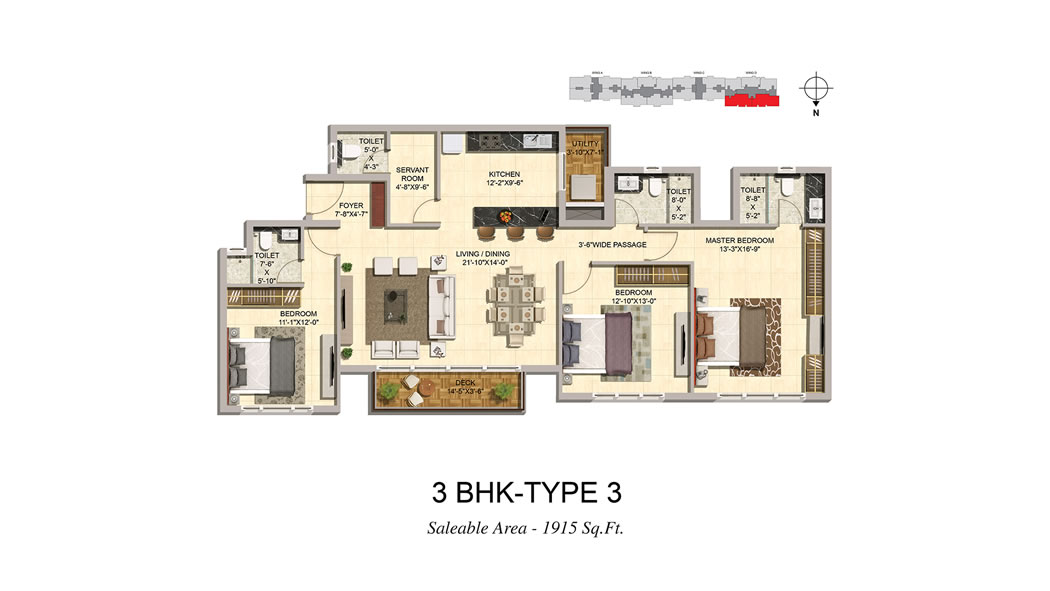 WING A
WING B
WING C
WING D
N
TOILET
5'-0"
X
4'-3"
SERVANT
ROOM
4'-8"X9'-6"
KITCHEN
12'-2"X9'-6"
UTILITY
3'-10"X7'-1"
FOYER
7'-8"X4'-7"
TOILET
8'-0"
X
5'-2"
TOILET
8'-8"
X
5'-2"
TOILET
7'-6"
X
5'-10"
LIVING / DINING
21'-10"X14'-0"
3'-6"WIDE PASSAGE
MASTER BEDROOM
13'-3"X16'-9"
BEDROOM
11'-1"X12'-0"
BEDROOM
12'-10"X13'-0"
DECK
14'-5"X3'-6"
3 BHK-TYPE 3
Saleable Area - 1915 Sq.Ft.